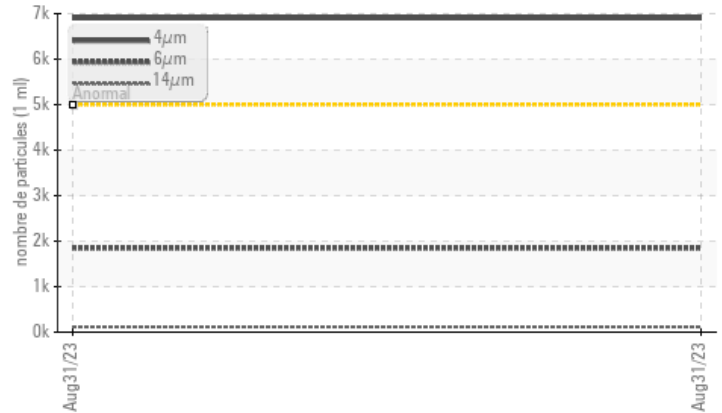 7k
6k
5k
4k
3k
2k
1k
0k
nombre de particules (1 ml)
4µm
6µm
14µm
Anormal
Aug31/23
Aug31/23